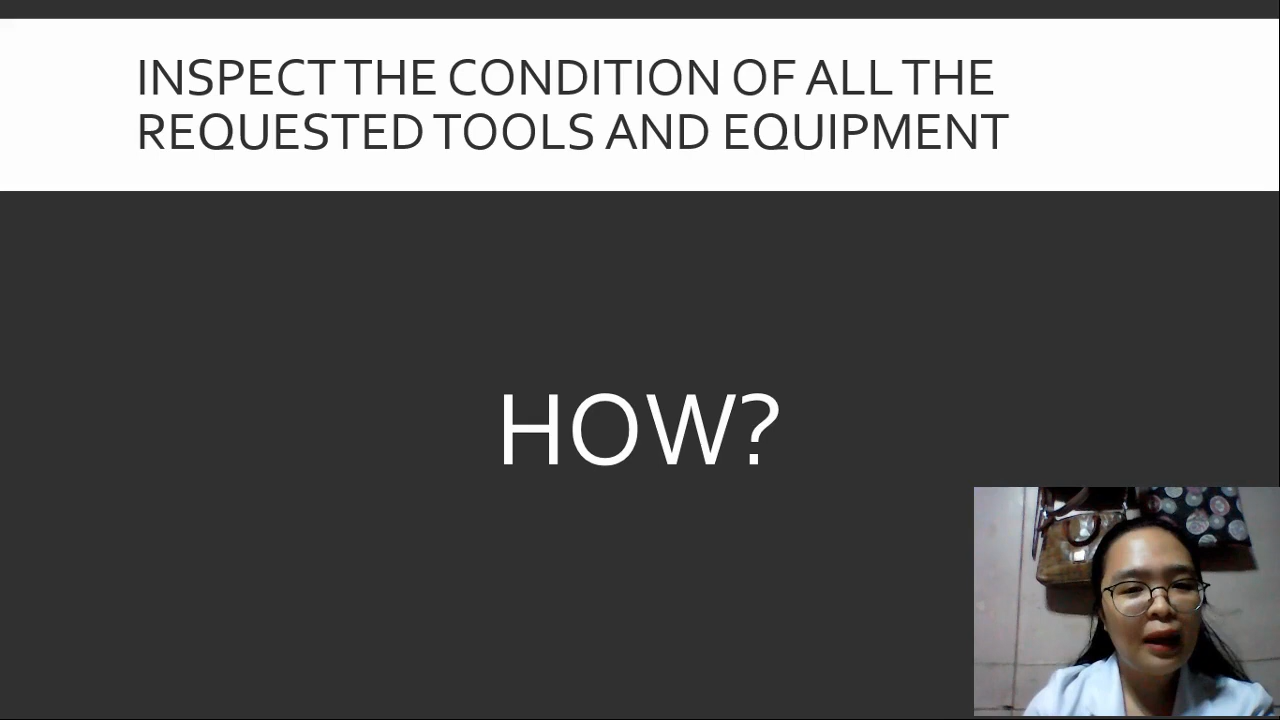 INSPECT THE CONDITION OF ALL THE
REQUESTED TOOLS AND EQUIPMENT
HOW?